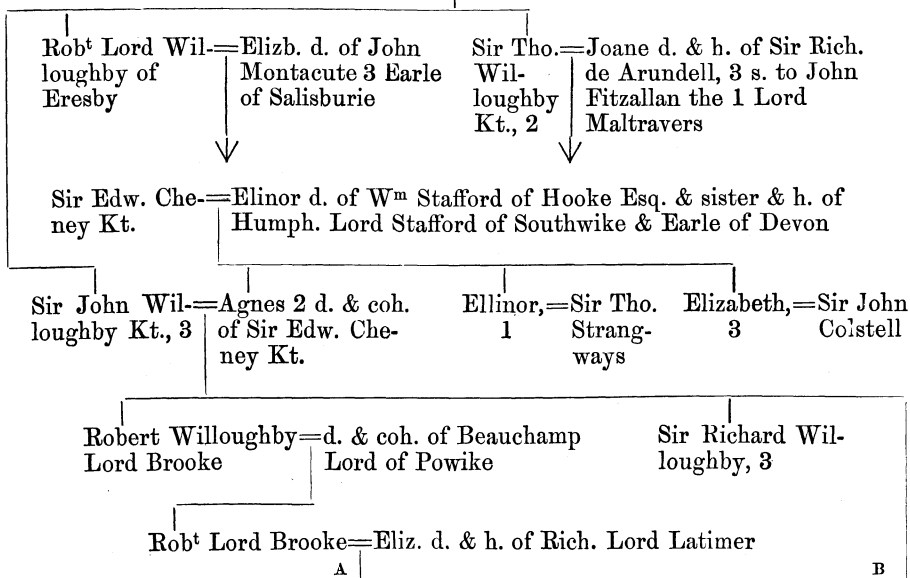 Robᵗ Lord Wil-=Elizb. d. of John
loughby of Montacute 3 Earle
Eresby of Salisburie
Sir Tho.=Joane d. & h. of Sir Rich.
Wil- de Arundell, 3 s. to John
loughby Fitzallan the 1 Lord
Kt., 2 Maltravers
Sir Edw. Che-=Elinor d. of Wᵐ Stafford of Hooke Esq. & sister & h. of
ney Kt. Humph. Lord Stafford of Southwike & Earle of Devon
Sir John Wil-=Agnes 2 d. & coh.
loughby Kt., 3 of Sir Edw. Che-
ney Kt.
Ellinor,=Sir Tho.
1 Strang-
ways
Elizabeth,=Sir John
3 Colstell
Robert Willoughby=d. & coh. of Beauchamp
Lord Brooke Lord of Powike
Sir Richard Wil-
loughby, 3
Robᵗ Lord Brooke=Eliz. d. & h. of Rich. Lord Latimer
A B